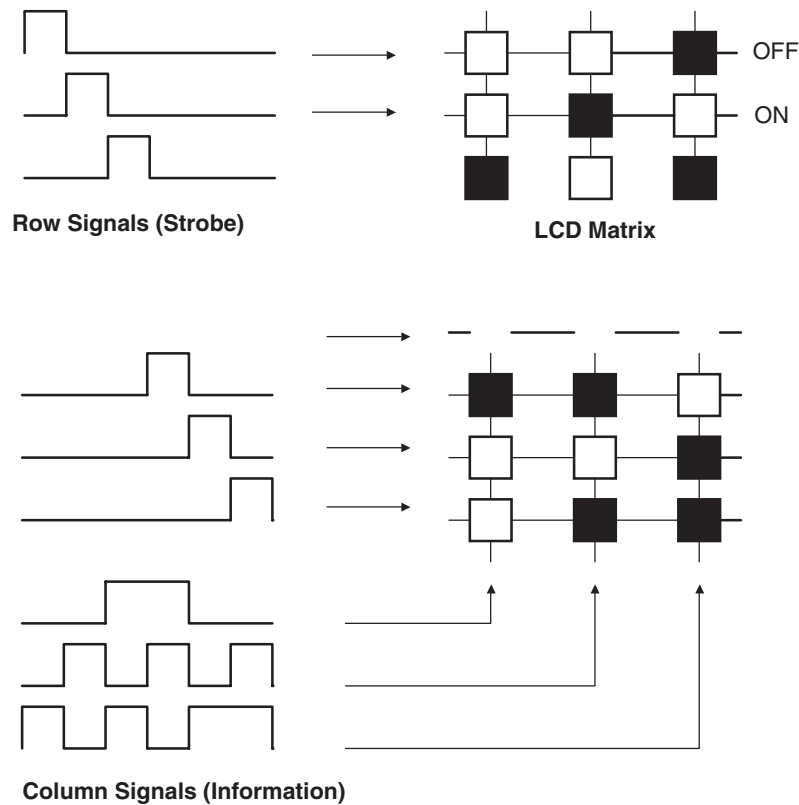 OFF
ON
Row Signals (Strobe)
LCD Matrix
Column Signals (Information)